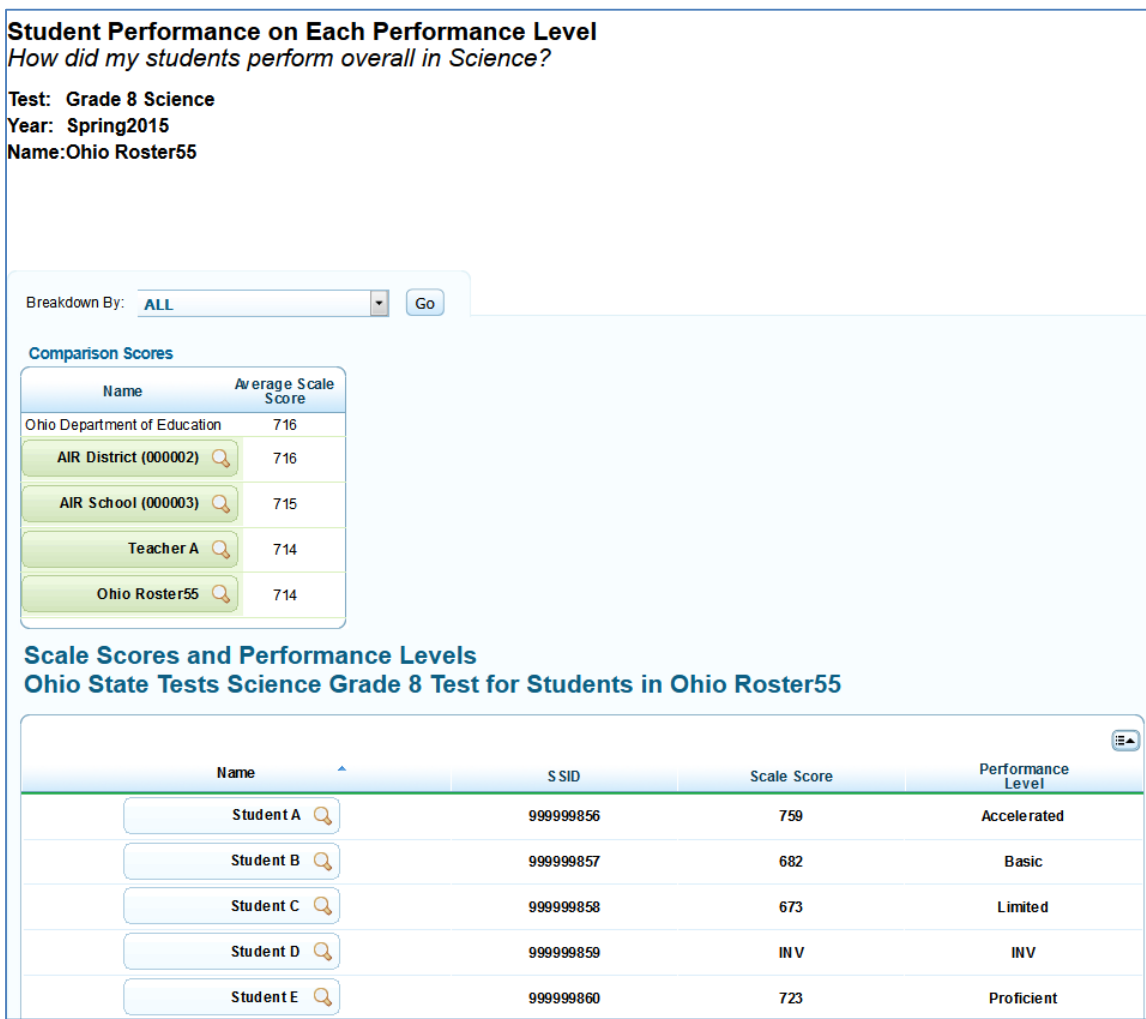 Student Performance on Each Performance Level
How did my students perform overall in Science?
Test: Grade 8 Science
Year: Spring2015
Name:Ohio Roster55
Breakdown By: ALL Go
Comparison Scores
Name Average Scale Score
Ohio Department of Education 716
AIR District (000002) 716
AIR School (000003) 715
Teacher A 714
Ohio Roster55 714
Scale Scores and Performance Levels
Ohio State Tests Science Grade 8 Test for Students in Ohio Roster55
Name SSID Scale Score Performance Level
Student A 999999856 759 Accelerated
Student B 999999857 682 Basic
Student C 999999858 673 Limited
Student D 999999859 INV INV
Student E 999999860 723 Proficient